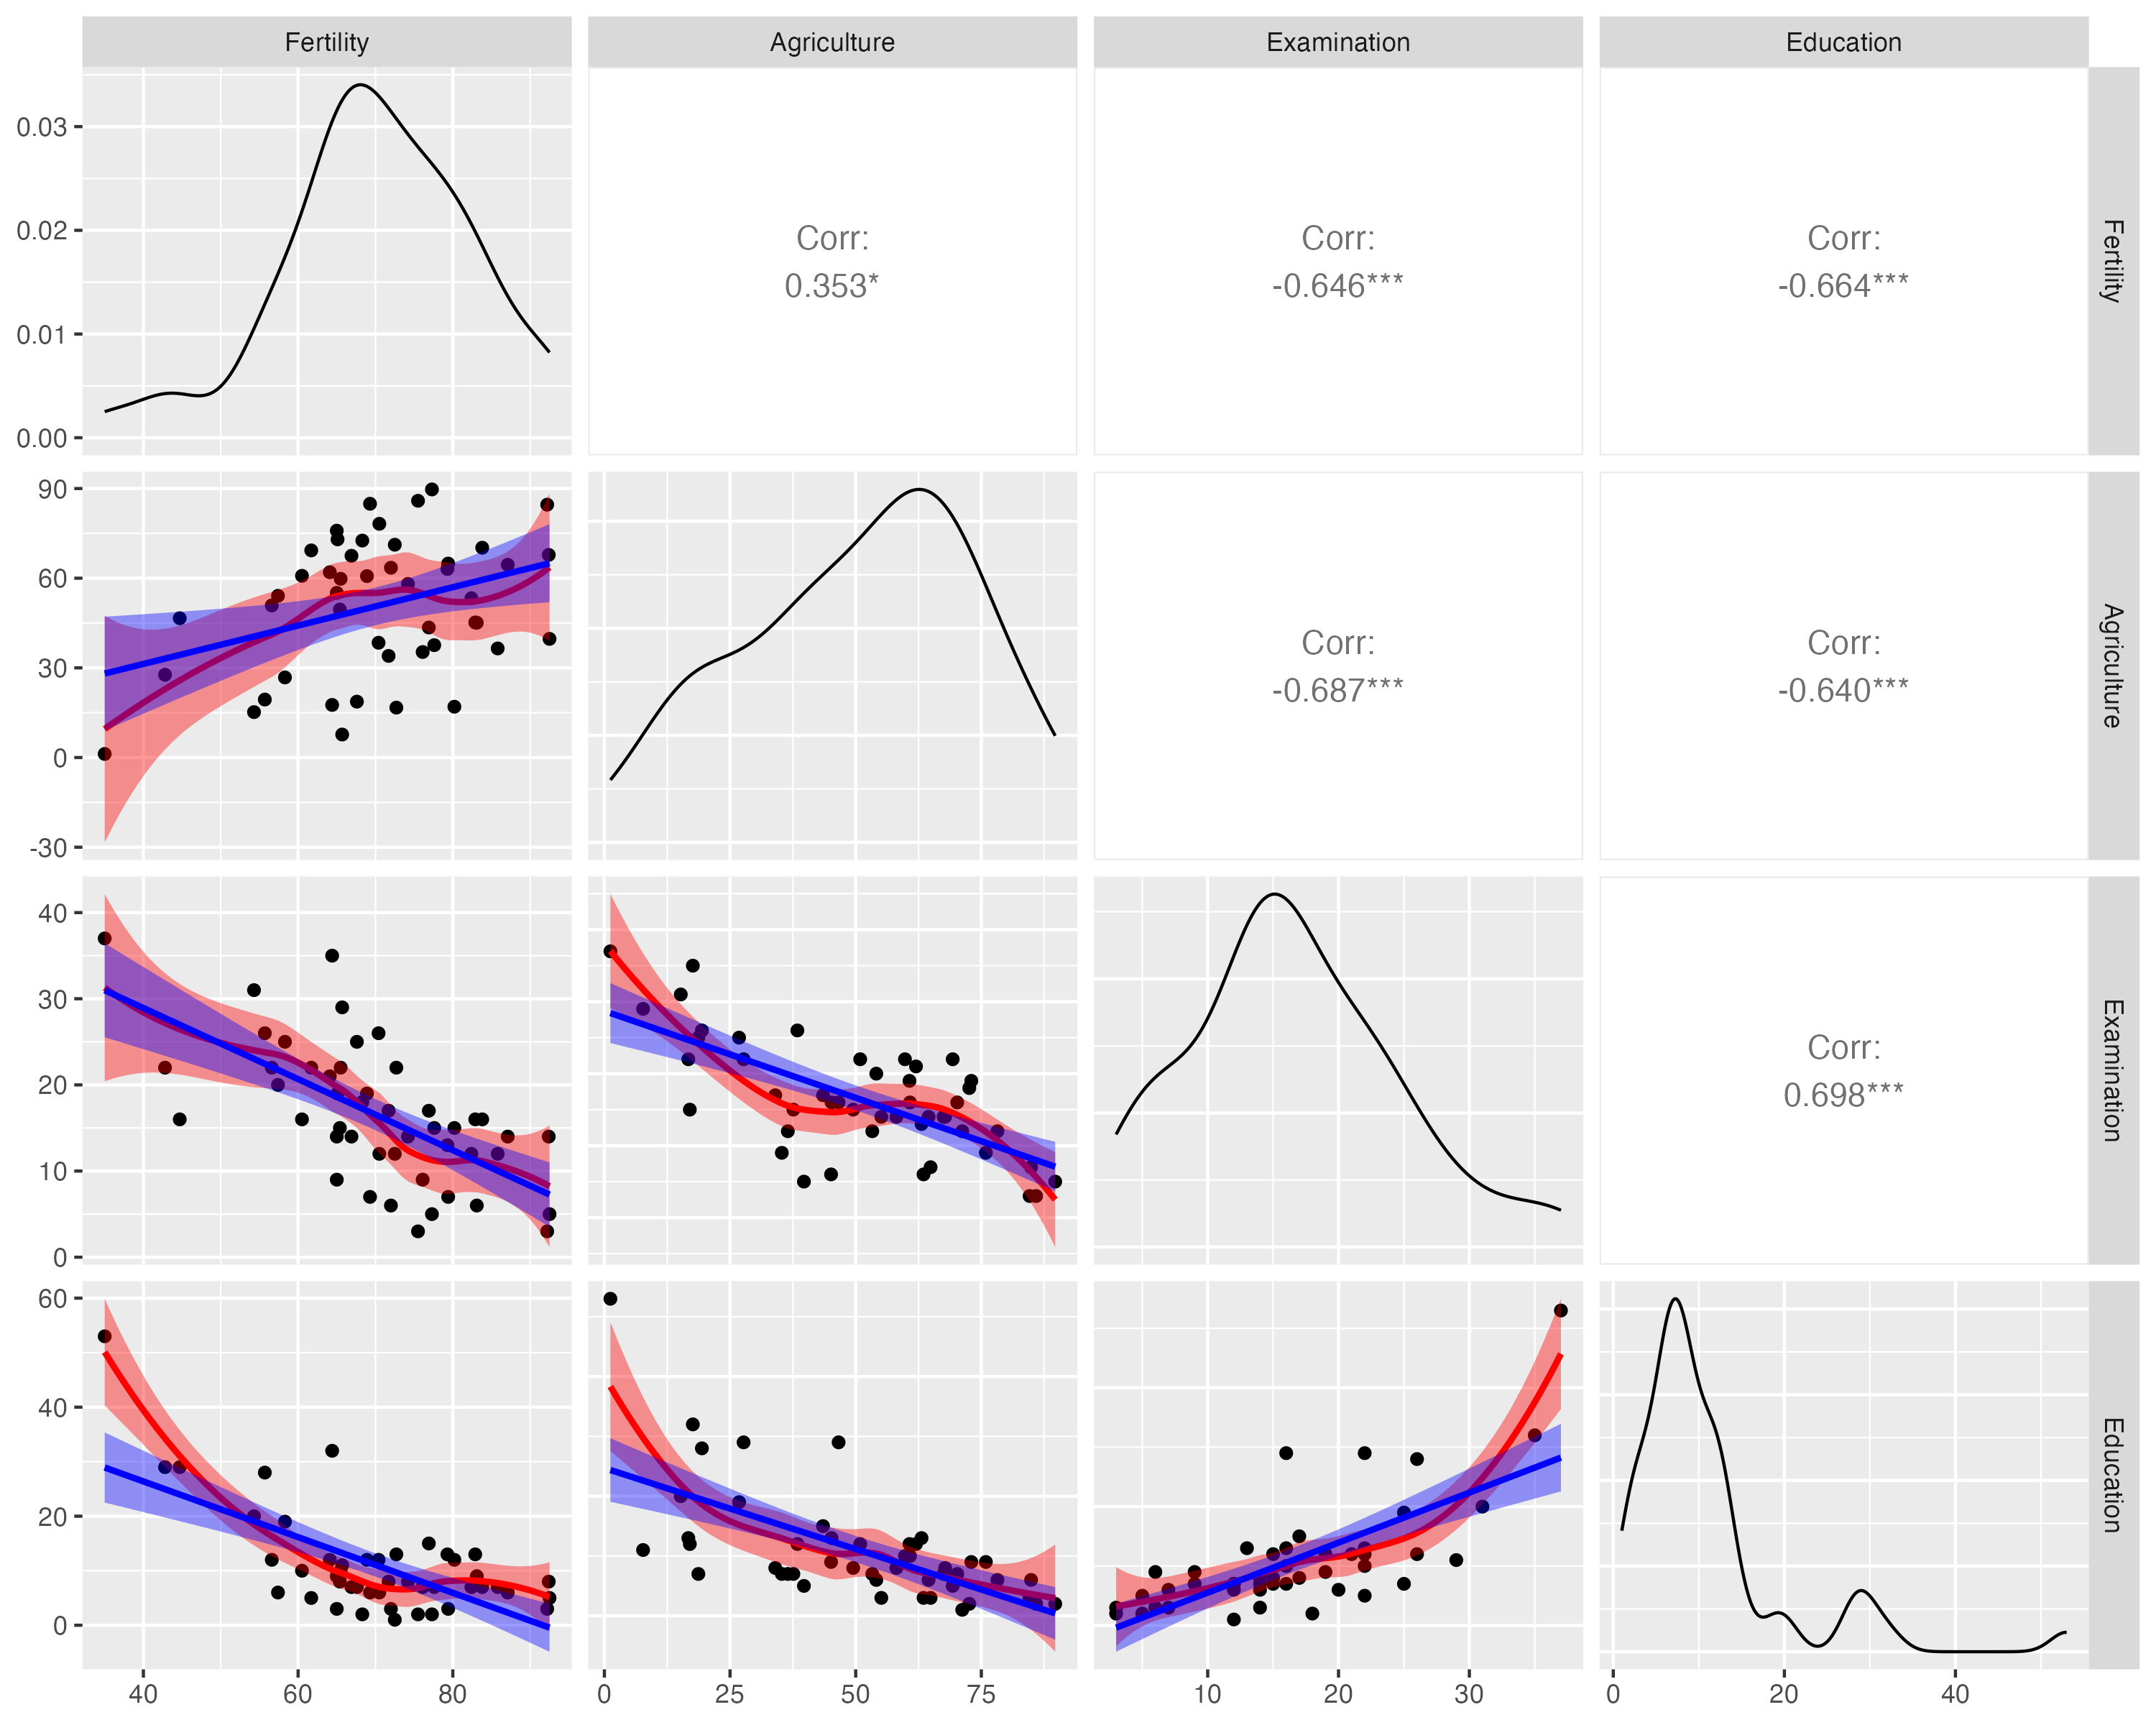 Fertility
Agriculture
Examination
Education
0.03
0.02
0.01
0.00
Corr:
0.353*
Corr:
-0.646***
Corr:
-0.664***
Fertility
90
60
30
0
-30
Corr:
-0.687***
Corr:
-0.640***
Agriculture
40
30
20
10
0
Corr:
0.698***
Examination
60
40
20
0
Education
40 60 80
0 25 50 75
10 20 30
0 20 40